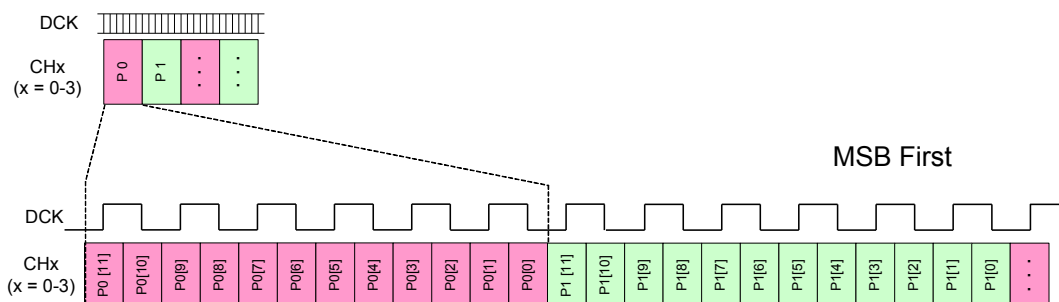 DCK
CHx
(x = 0-3)
P 0
P 1
. . .
. . .
MSB First
DCK
CHx
(x = 0-3)
P0 [11]
P0[10]
P0[9]
P0[8]
P0[7]
P0[6]
P0[5]
P0[4]
P0[3]
P0[2]
P0[1]
P0[0]
P1 [11]
P1[10]
P1[9]
P1[8]
P1[7]
P1[6]
P1[5]
P1[4]
P1[3]
P1[2]
P1[1]
P1[0]
. . .